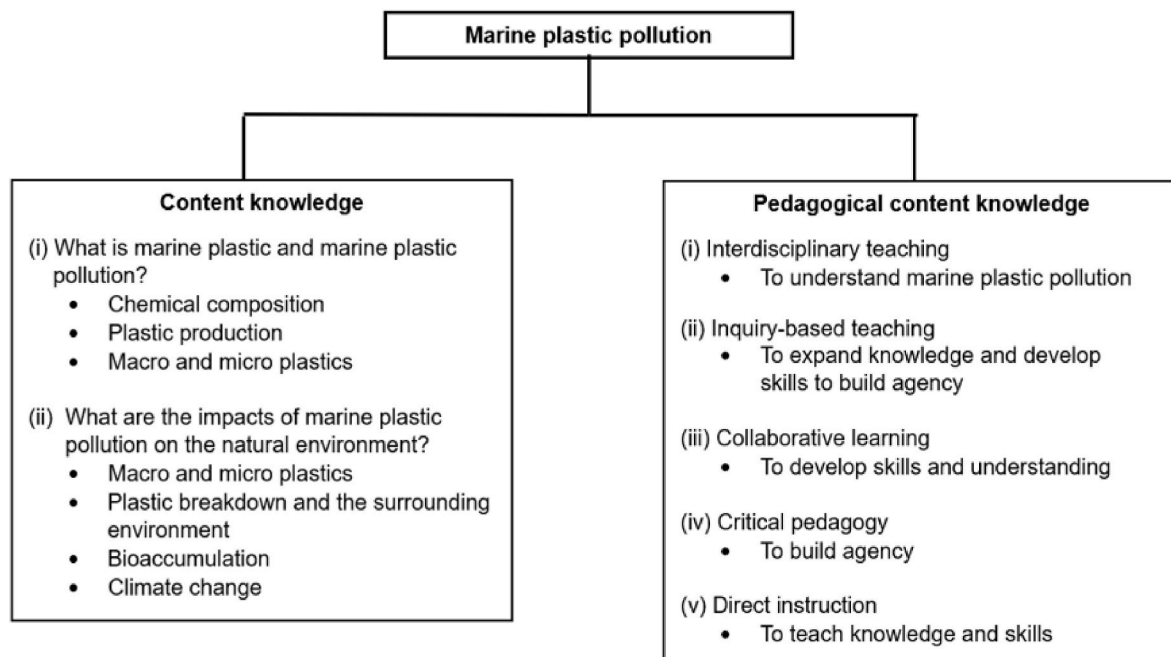 Marine plastic pollution
Content knowledge
(i) What is marine plastic and marine plastic
pollution?
• Chemical composition
• Plastic production
• Macro and micro plastics
(ii) What are the impacts of marine plastic
pollution on the natural environment?
• Macro and micro plastics
• Plastic breakdown and the surrounding
environment
• Bioaccumulation
• Climate change
Pedagogical content knowledge
(i) Interdisciplinary teaching
• To understand marine plastic pollution
(ii) Inquiry-based teaching
• To expand knowledge and develop
skills to build agency
(iii) Collaborative learning
• To develop skills and understanding
(iv) Critical pedagogy
• To build agency
(v) Direct instruction
• To teach knowledge and skills